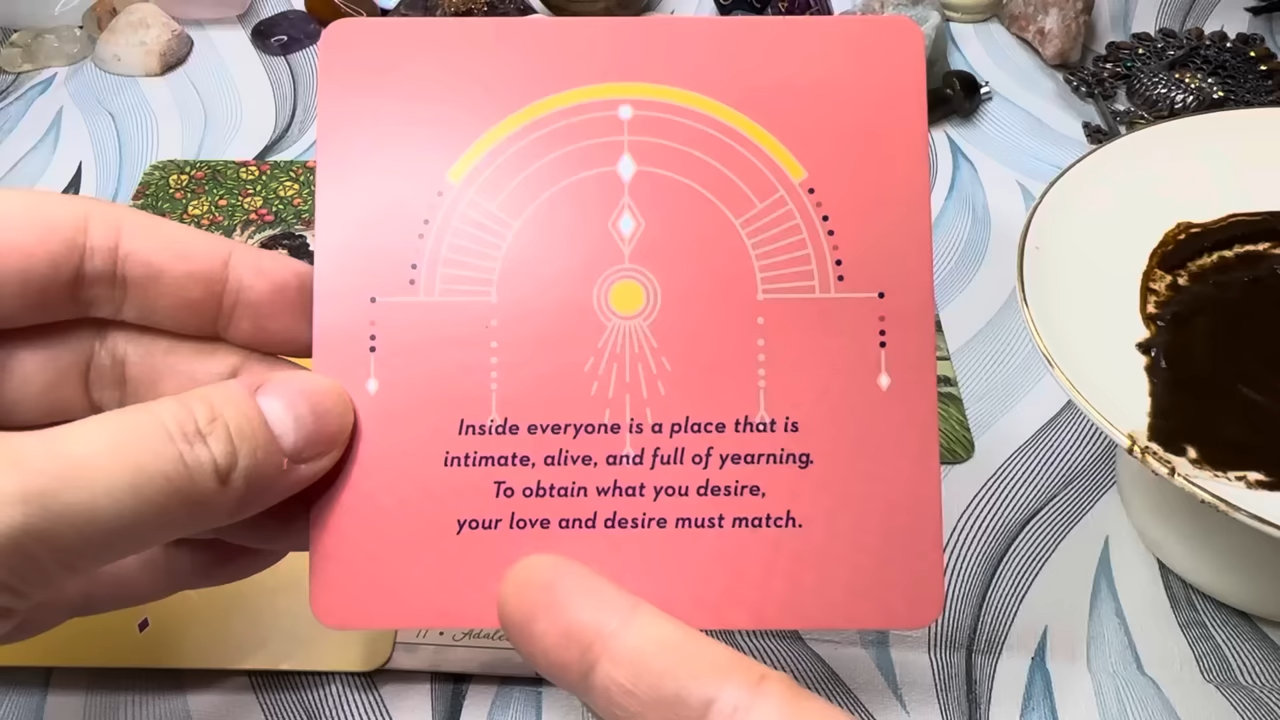 Inside everyone is a place that is
intimate, alive, and full of yearning.
To obtain what you desire,
your love and desire must match.
11 •